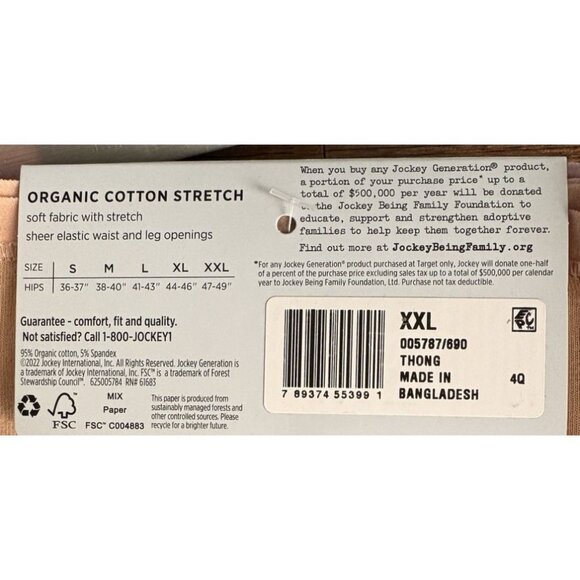 ORGANIC COTTON STRETCH
soft fabric with stretch
sheer elastic waist and leg openings
SIZE S M L XL XXL
HIPS 36-37" 38-40" 41-43" 44-46" 47-49"
Guarantee - comfort, fit and quality.
Not satisfied? Call 1-800-JOCKEY1
95% Organic cotton, 5% Spandex
©2022 Jockey International, Inc. All Rights Reserved. Jockey Generation is
a trademark of Jockey International, Inc. FSC™ is a trademark of Forest
Stewardship Council™. 625005784 RN# 61683
FSC
MIX
Paper
FSC™ C004883
This paper is produced from
sustainably managed forests and
other controlled sources. Please
recycle for a brighter future.
When you buy any Jockey Generation® product,
a portion of your purchase price* up to a
total of $500,000 per year will be donated
to Jockey Being Family Foundation to
educate, support and strengthen adoptive
families to help keep them together forever.
Find out more at JockeyBeingFamily.org
*For any Jockey Generation® product purchased at Target only, Jockey will donate one-half
of a percent of the purchase price excluding sales tax up to a total of $500,000 per calendar
year to Jockey Being Family Foundation, Ltd. Purchase not tax deductible.
XXL
005787/690
THONG
MADE IN
BANGLADESH
4Q
7 89374 55399 1